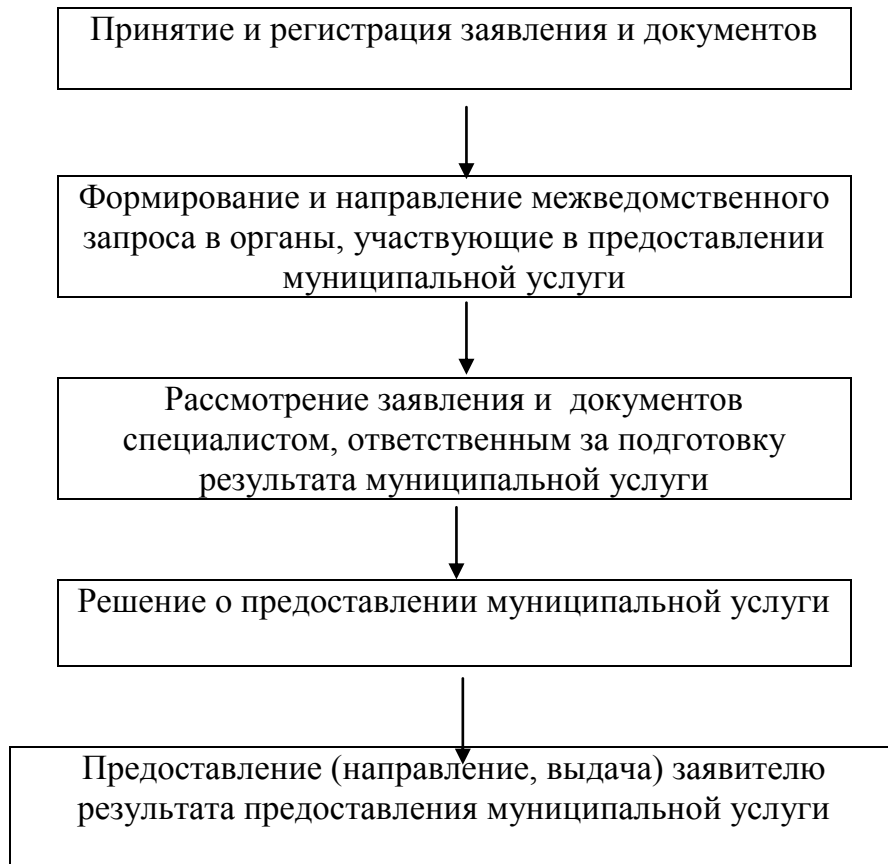 Принятие и регистрация заявления и документов
Формирование и направление межведомственного
запроса в органы, участвующие в предоставлении
муниципальной услуги
Рассмотрение заявления и документов
специалистом, ответственным за подготовку
результата муниципальной услуги
Решение о предоставлении муниципальной услуги
Предоставление (направление, выдача) заявителю
результата предоставления муниципальной услуги